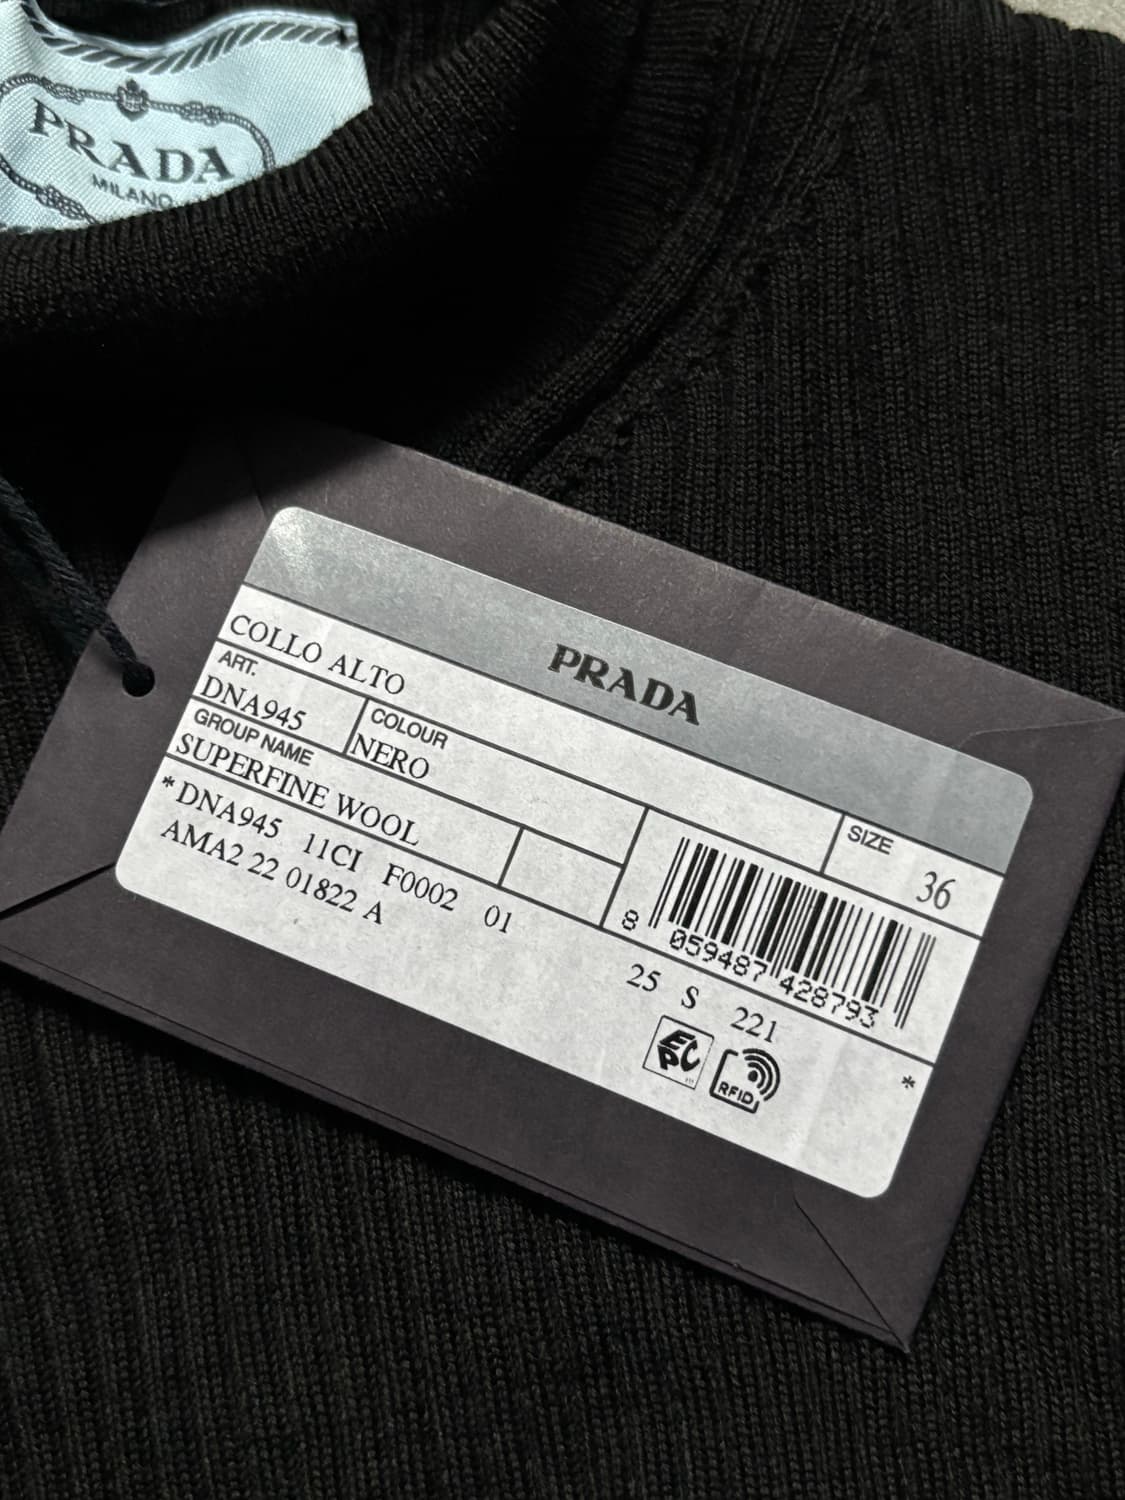 PRADA
MILANO
PRADA
COLLO ALTO
ART.
DNA945
COLOUR
NERO
SIZE
36
GROUP NAME
SUPERFINE WOOL
*DNA945 11CI F0002 01
AMA2 22 01822 A
8 059487 428793
25 S 221
EPC
RFID
*